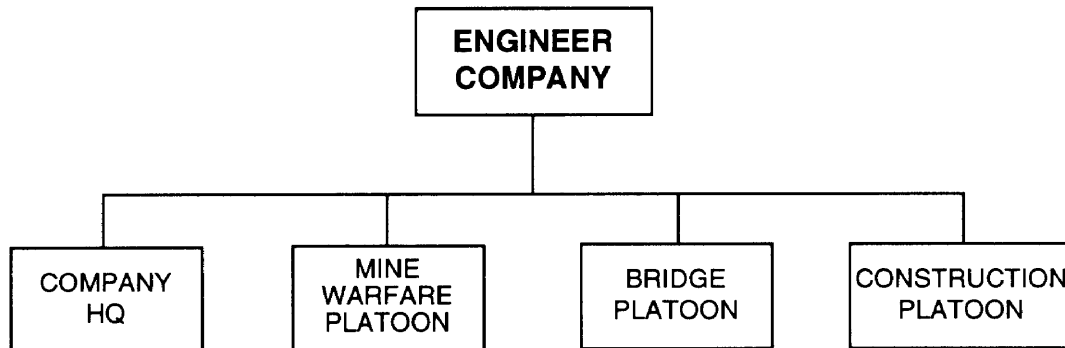 ENGINEER
COMPANY
COMPANY
HQ
MINE
WARFARE
PLATOON
BRIDGE
PLATOON
CONSTRUCTION
PLATOON